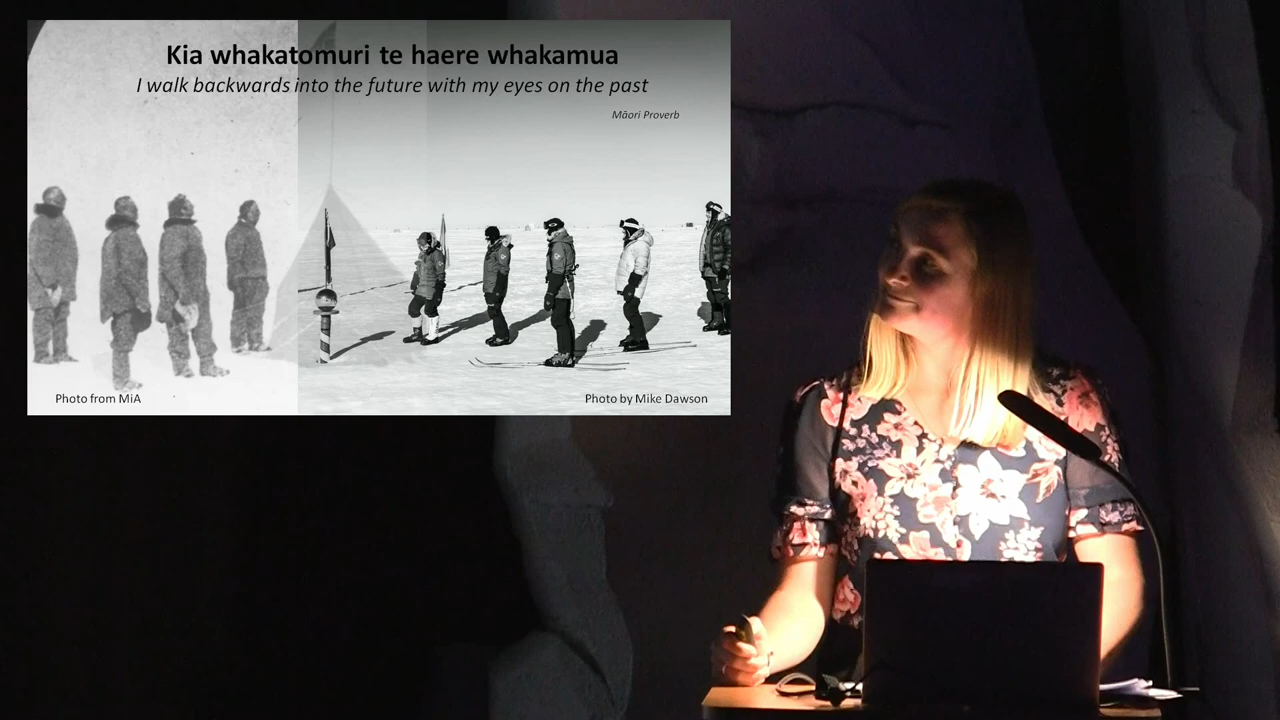 Kia whakatomuri te haere whakamua
I walk backwards into the future with my eyes on the past
Māori Proverb
Photo from MiA
Photo by Mike Dawson